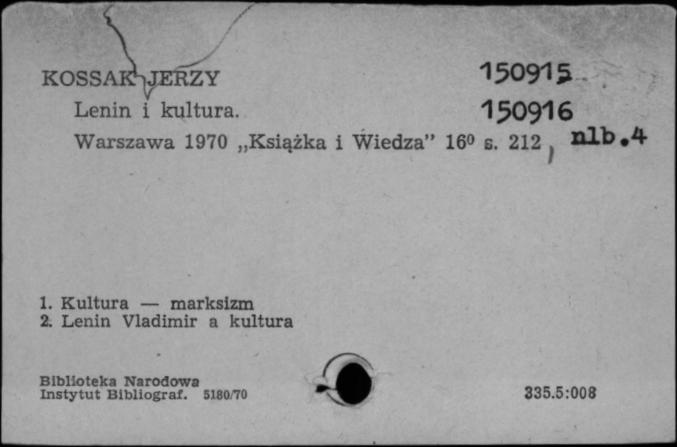 KOSSAK JERZY 150915
Lenin i kultura. 150916
Warszawa 1970 „Książka i Wiedza” 16⁰ s. 212, nlb.4
1. Kultura — marksizm
2. Lenin Vladimir a kultura
Biblioteka Narodowa
Instytut Bibliograf. 5180/70 335.5:008